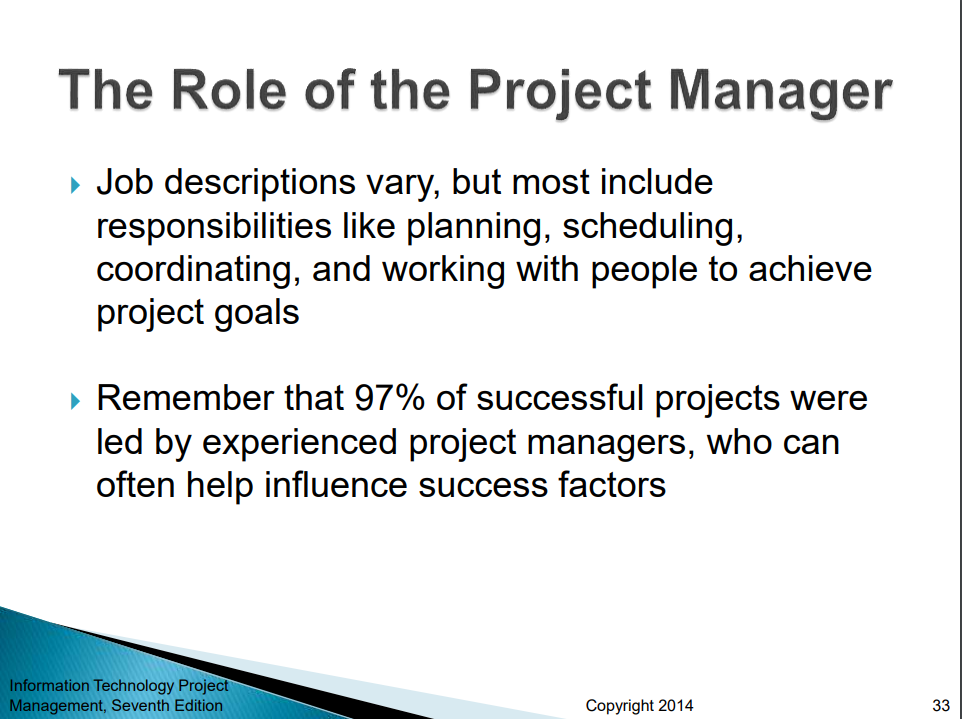 The Role of the Project Manager
Job descriptions vary, but most include
responsibilities like planning, scheduling,
coordinating, and working with people to achieve
project goals
Remember that 97% of successful projects were
led by experienced project managers, who can
often help influence success factors
Information Technology Project
Management, Seventh Edition
Copyright 2014
33